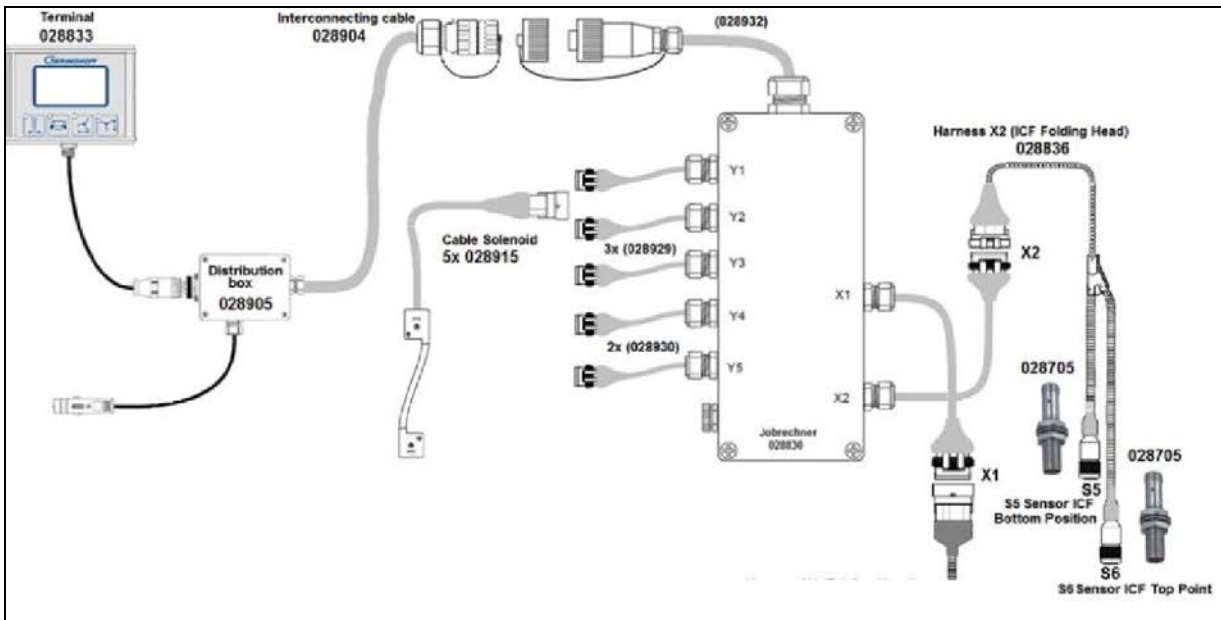 Terminal
028833
Interconnecting cable
028904
(028932)
Harness X2 (ICF Folding Head)
028836
Y1
Y2
Cable Solenoid
5x 028915
3x (028929)
Y3
X2
Distribution
box
028905
X1
Y4
2x (028930)
Y5
X2
028705
Jobrechner
028830
X1
028705
S5
S5 Sensor ICF
Bottom Position
S6
S6 Sensor ICF Top Point